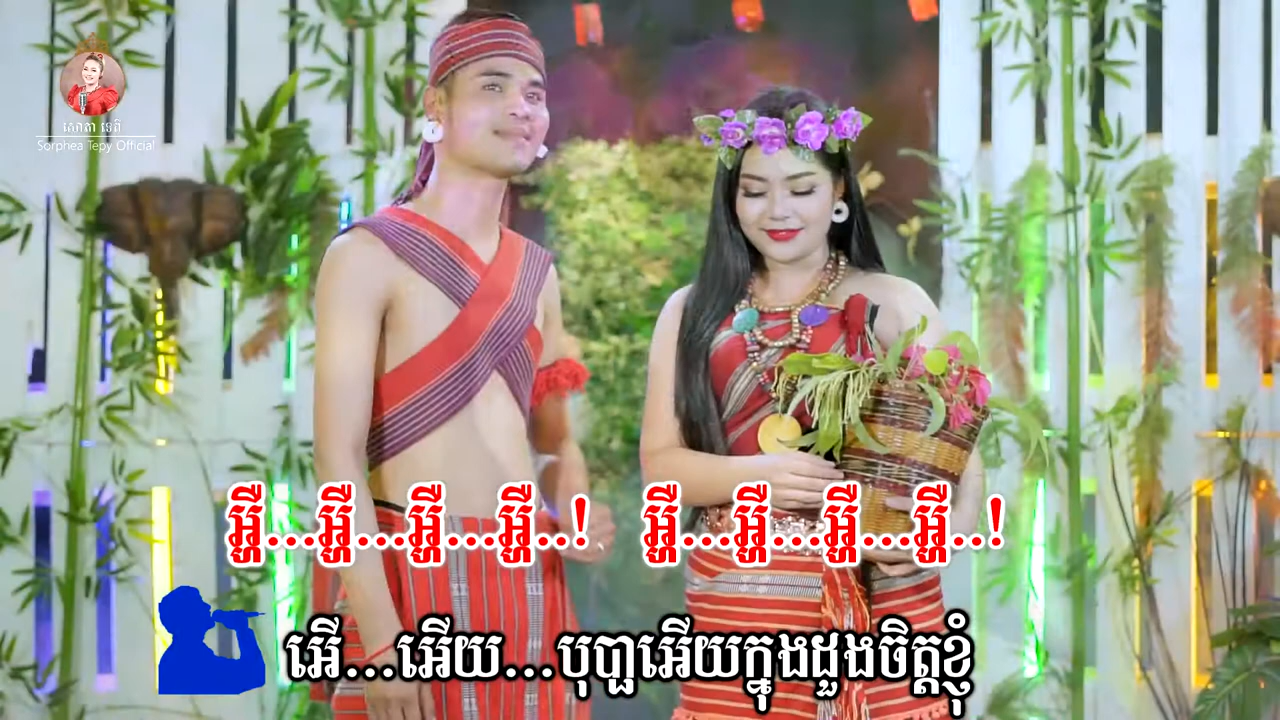 សោភា ទេពី
Sorphea Tepy Official
អ្ហឺ...អ្ហឺ...អ្ហឺ...អ្ហឺ..! អ្ហឺ...អ្ហឺ...អ្ហឺ...អ្ហឺ..!
អើ...អើយ...បុប្ផាអើយក្នុងដួងចិត្តខ្ញុំ